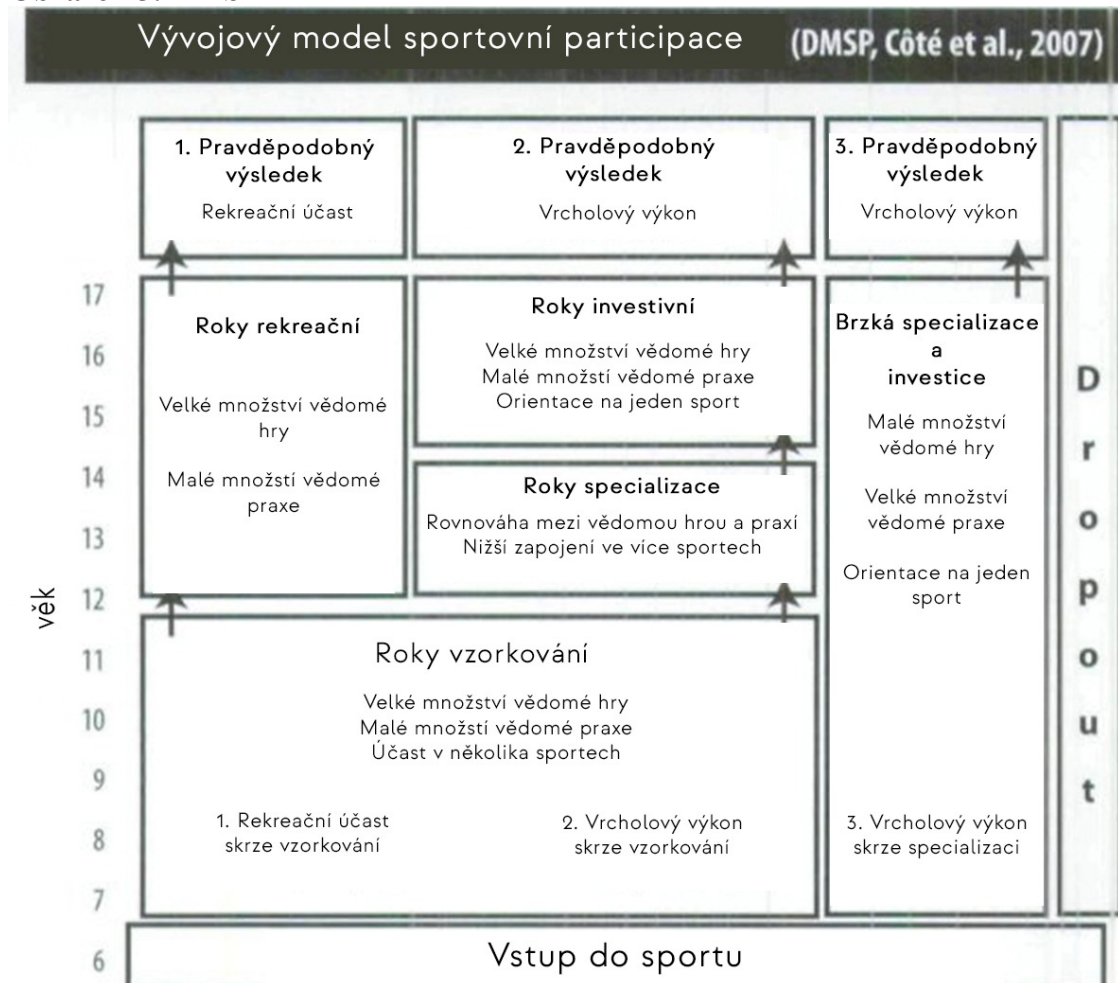 Vývojový model sportovní participace (DMSP, Côté et al., 2007)
1. Pravděpodobný
výsledek
Rekreační účast
2. Pravděpodobný
výsledek
Vrcholový výkon
3. Pravděpodobný
výsledek
Vrcholový výkon
17
16
15
14
13
12
11
10
9
8
7
6
věk
Roky rekreační
Velké množství vědomé
hry
Malé množstí vědomé
praxe
Roky investivní
Velké množství vědomé hry
Malé množstí vědomé praxe
Orientace na jeden sport
Roky specializace
Rovnováha mezi vědomou hrou a praxí
Nižší zapojení ve více sportech
Brzká specializace
a
investice
Malé množství
vědomé hry
Velké množství
vědomé praxe
Orientace na jeden
sport
3. Vrcholový výkon
skrze specializaci
Dropout
Roky vzorkování
Velké množství vědomé hry
Malé množstí vědomé praxe
Účast v několika sportech
1. Rekreační účast
skrze vzorkování
2. Vrcholový výkon
skrze vzorkování
Vstup do sportu